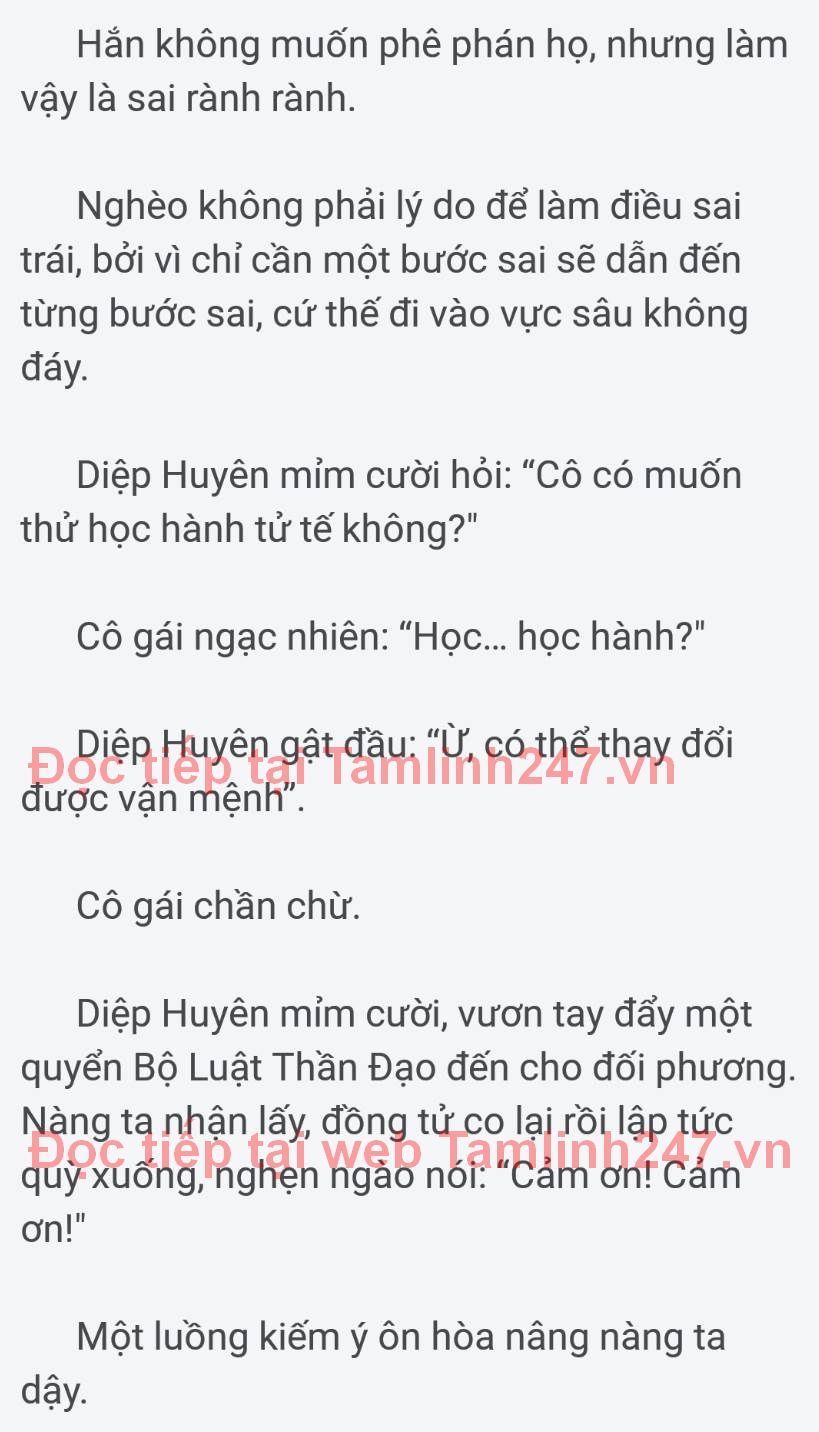 Hắn không muốn phê phán họ, nhưng làm
vậy là sai rành rành.
Nghèo không phải lý do để làm điều sai
trái, bởi vì chỉ cần một bước sai sẽ dẫn đến
từng bước sai, cứ thế đi vào vực sâu không
đáy.
Diệp Huyên mỉm cười hỏi: “Cô có muốn
thử học hành tử tế không?"
Cô gái ngạc nhiên: “Học... học hành?"
Diệp Huyên gật đầu: “Ừ, có thể thay đổi
Đọc tiếp tại Tamlinh247.vn
được vận mệnh”.
Cô gái chần chừ.
Diệp Huyên mỉm cười, vươn tay đẩy một
quyển Bộ Luật Thần Đạo đến cho đối phương.
Nàng ta nhận lấy, đồng tử co lại rồi lập tức
Đọc tiếp tại web Tamlinh247.vn
quỳ xuống, nghẹn ngào nói: “Cảm ơn! Cảm
ơn!"
Một luồng kiếm ý ôn hòa nâng nàng ta
dậy.